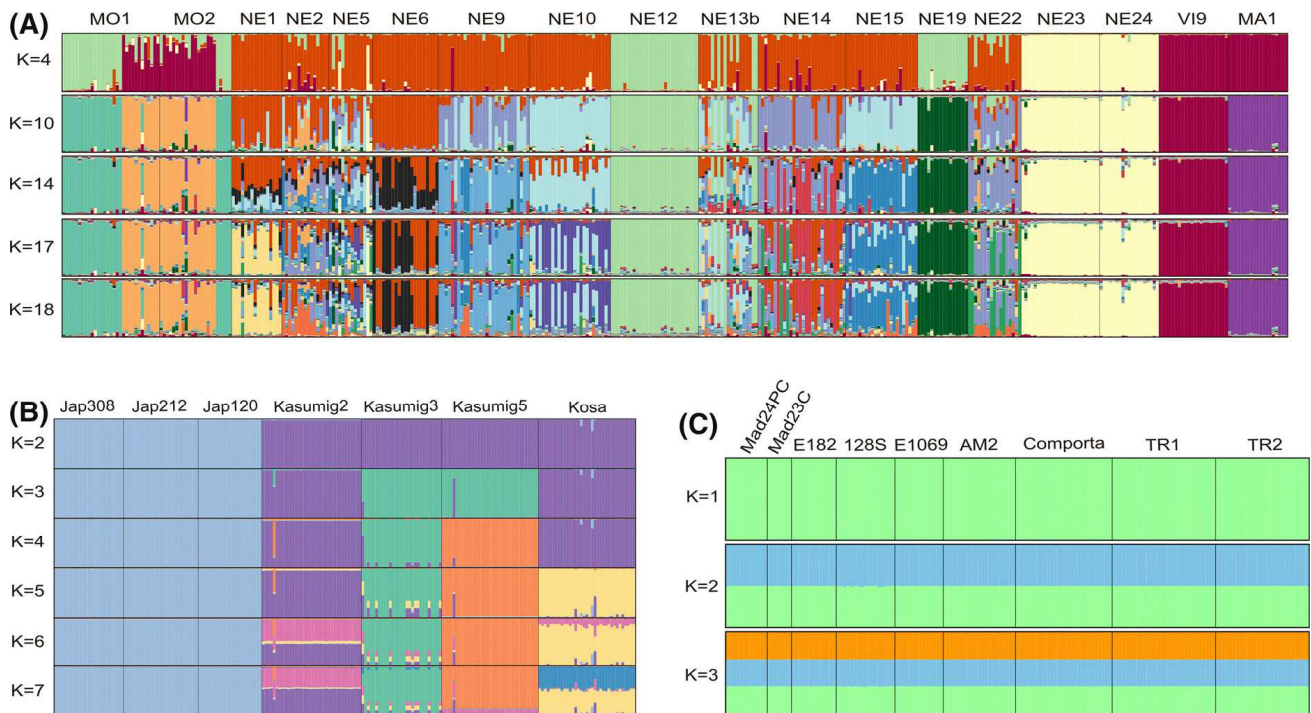 (A) MO1 MO2 NE1 NE2 NE5 NE6 NE9 NE10 NE12 NE13b NE14 NE15 NE19 NE22 NE23 NE24 VI9 MA1
K=4
K=10
K=14
K=17
K=18
(B) Jap308 Jap212 Jap120 Kasumig2 Kasumig3 Kasumig5 Kosa
K=2
K=3
K=4
K=5
K=6
K=7
(C) Mad24PC Mad23C E182 128S E1069 AM2 Comporta TR1 TR2
K=1
K=2
K=3